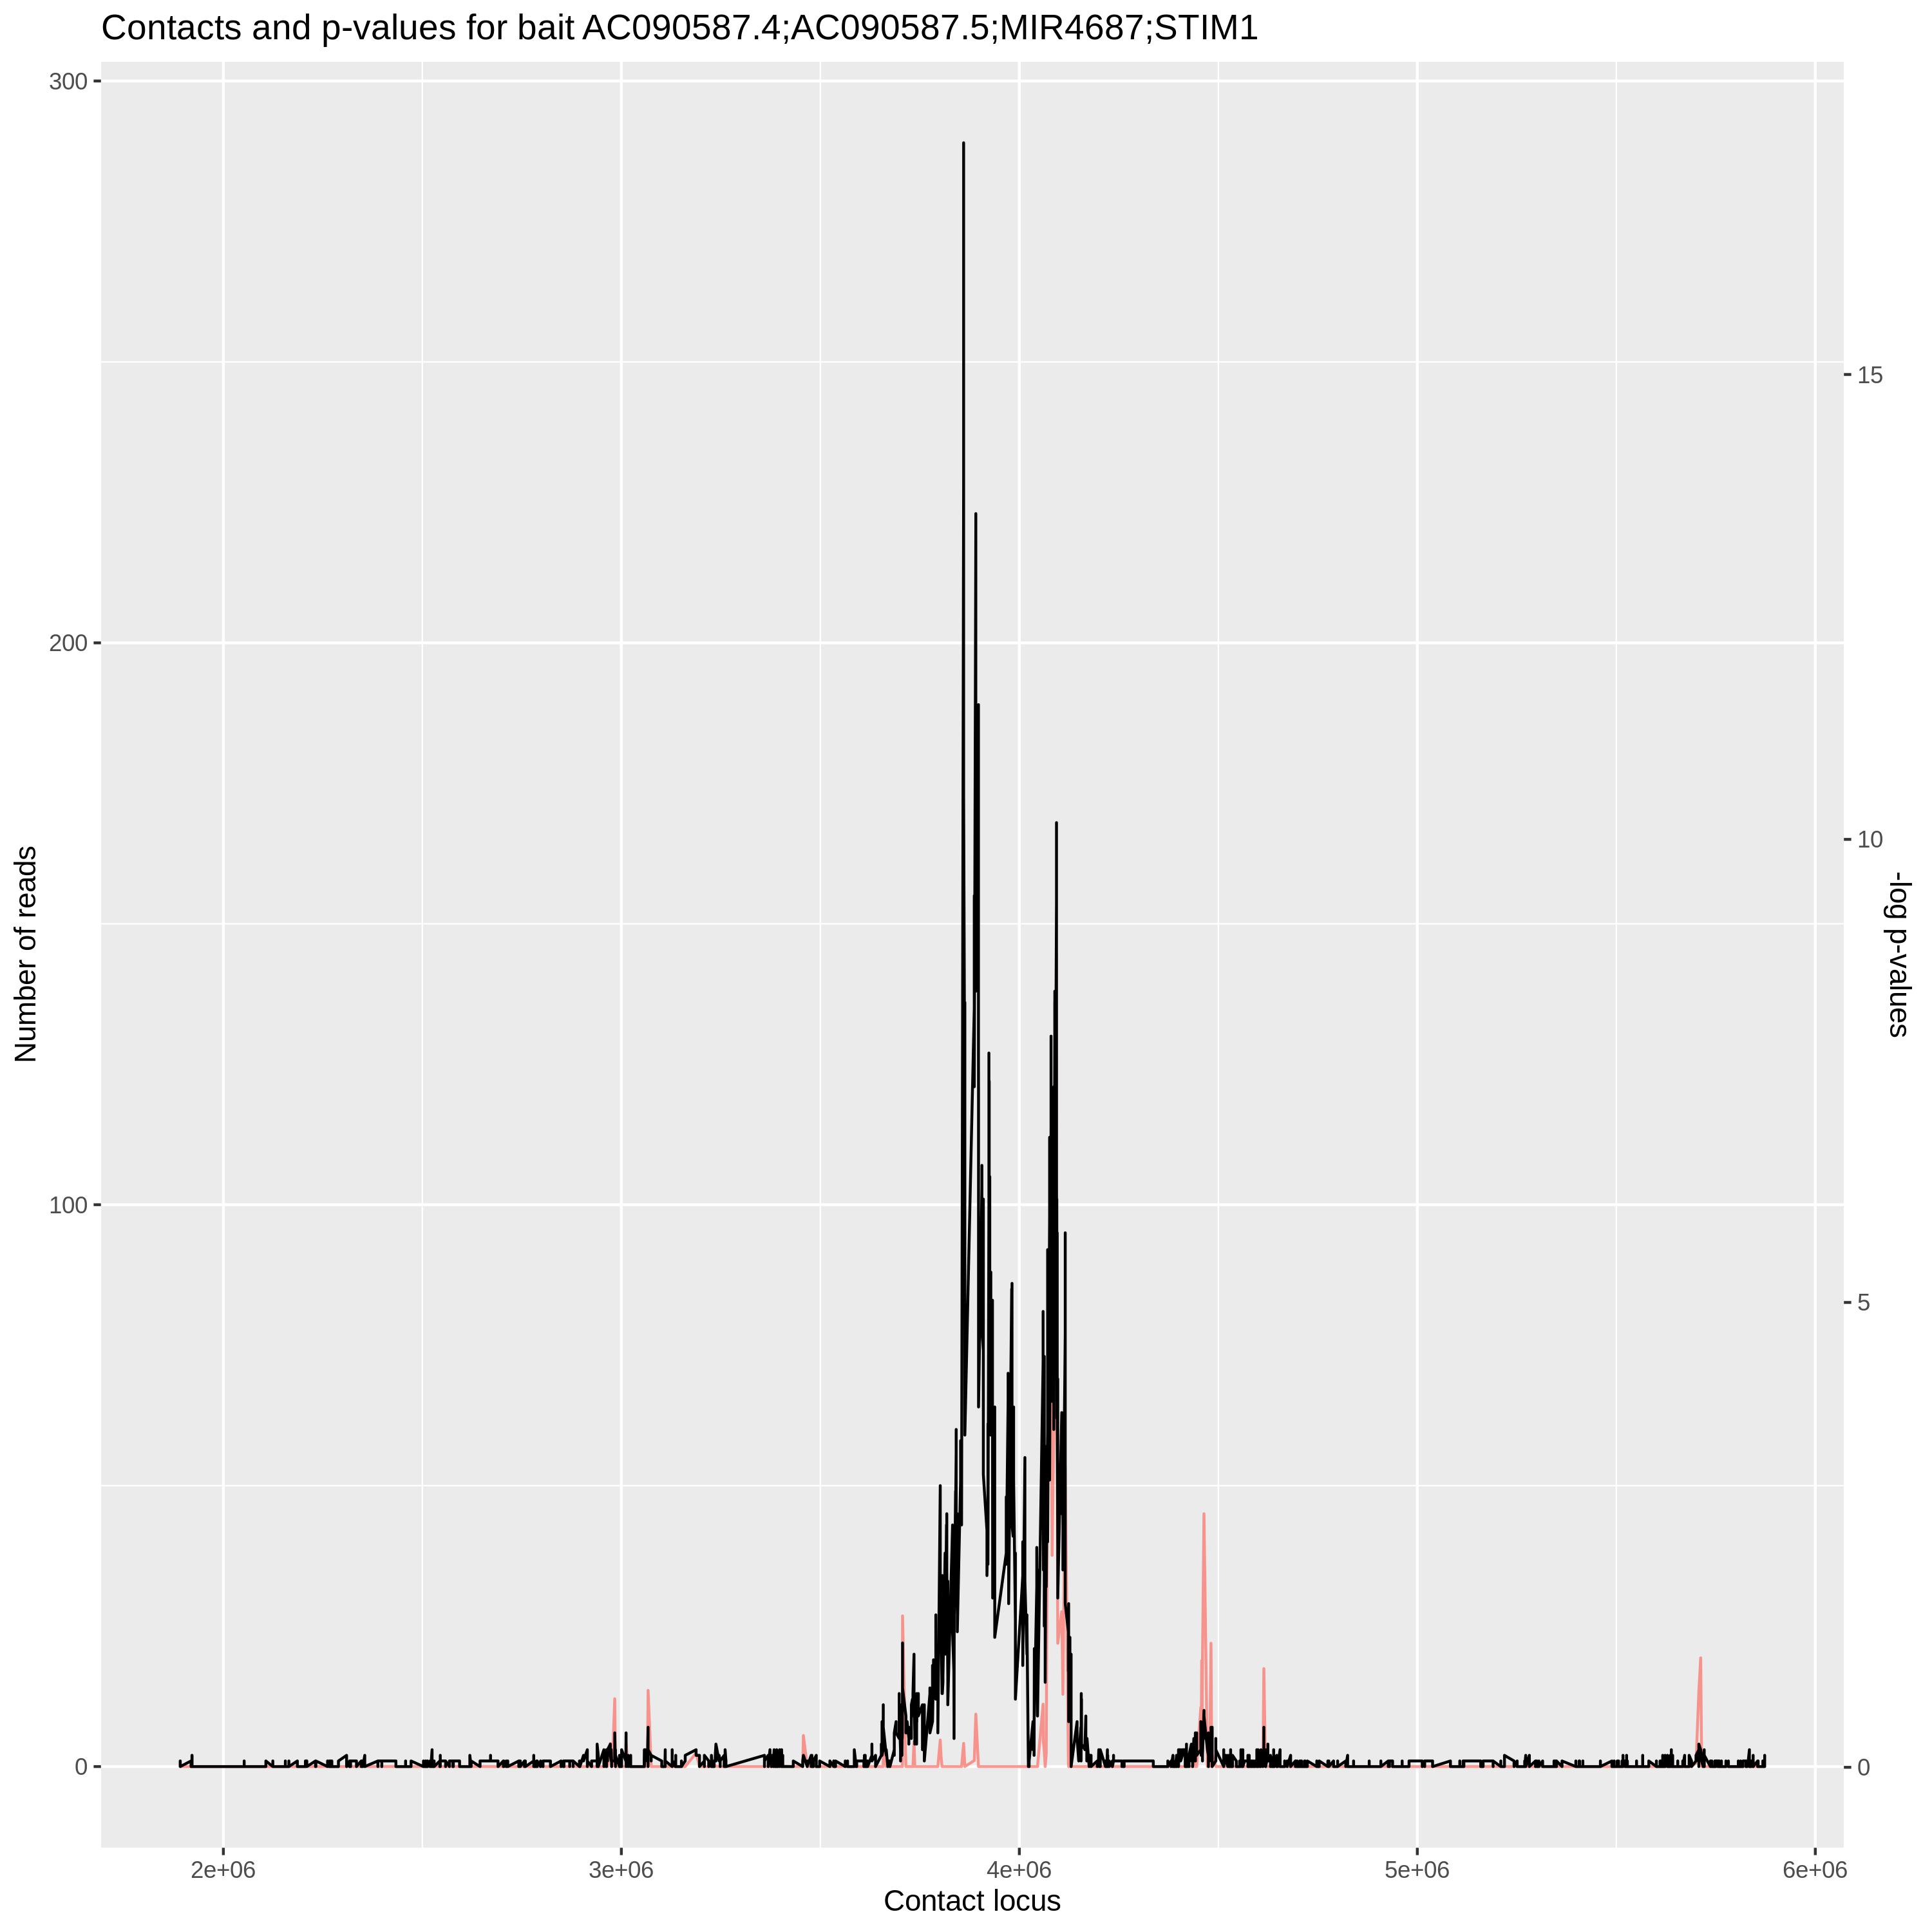 Contacts and p-values for bait AC090587.4;AC090587.5;MIR4687;STIM1
300
200
100
0
Number of reads
15
10
5
0
-log p-values
2e+06
3e+06
4e+06
5e+06
6e+06
Contact locus